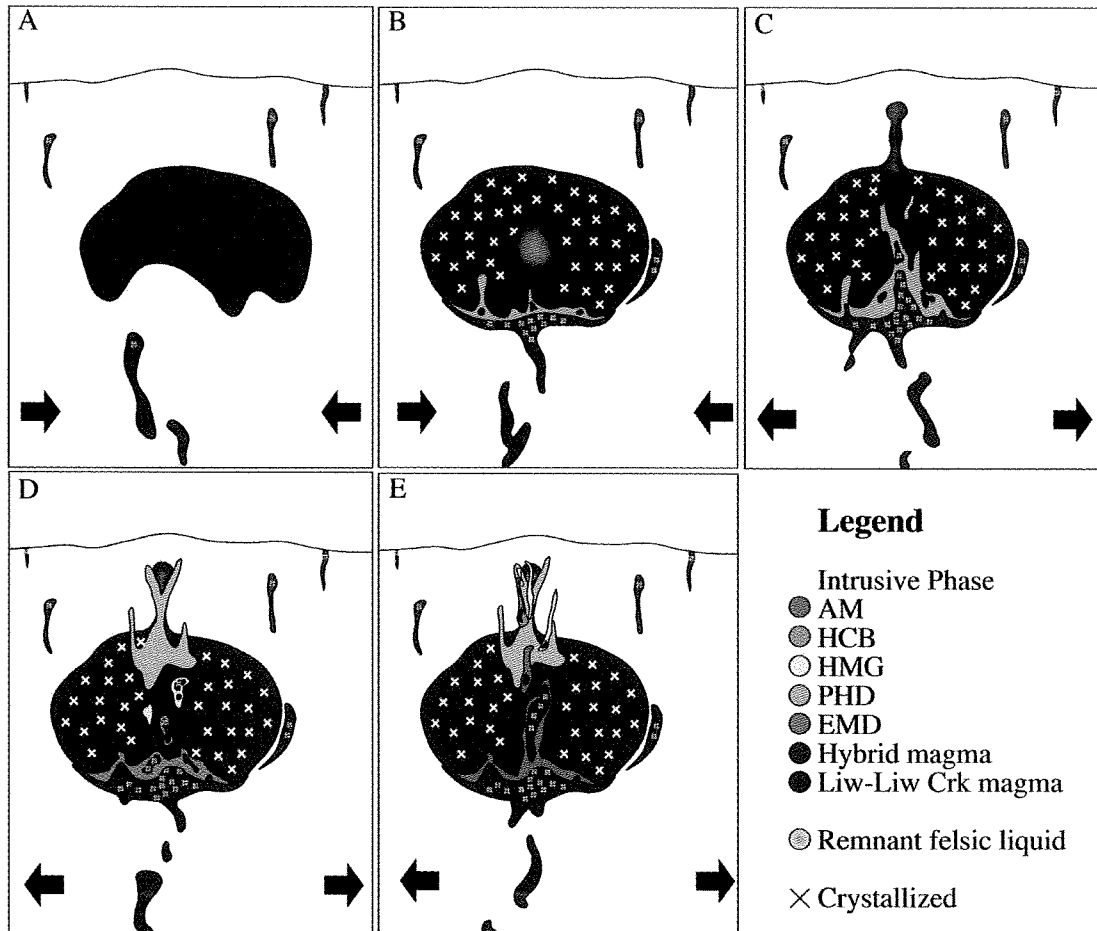 A
B
C
D
E
Legend
Intrusive Phase
AM
HCB
HMG
PHD
EMD
Hybrid magma
Liw-Liw Crk magma
Remnant felsic liquid
Crystallized